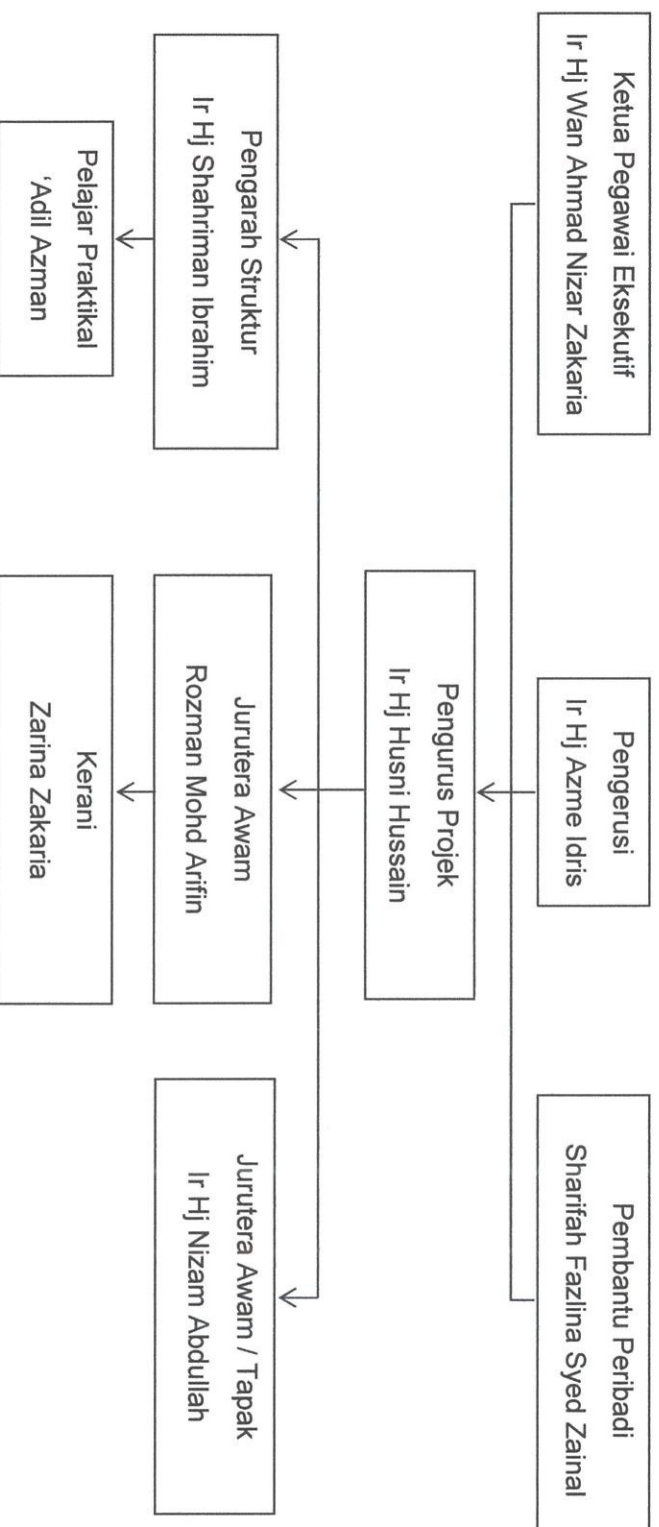 Ketua Pegawai Eksekutif
Ir Hj Wan Ahmad Nizar Zakaria
Pengerusi
Ir Hj Azme Idris
Pembantu Peribadi
Sharifah Fazlina Syed Zainal
Pengurus Projek
Ir Hj Husni Hussain
Pengarah Struktur
Ir Hj Shahriman Ibrahim
Jurutera Awam
Rozman Mohd Arifin
Jurutera Awam / Tapak
Ir Hj Nizam Abdullah
Pelajar Praktikal
‘Adil Azman
Kerani
Zarina Zakaria